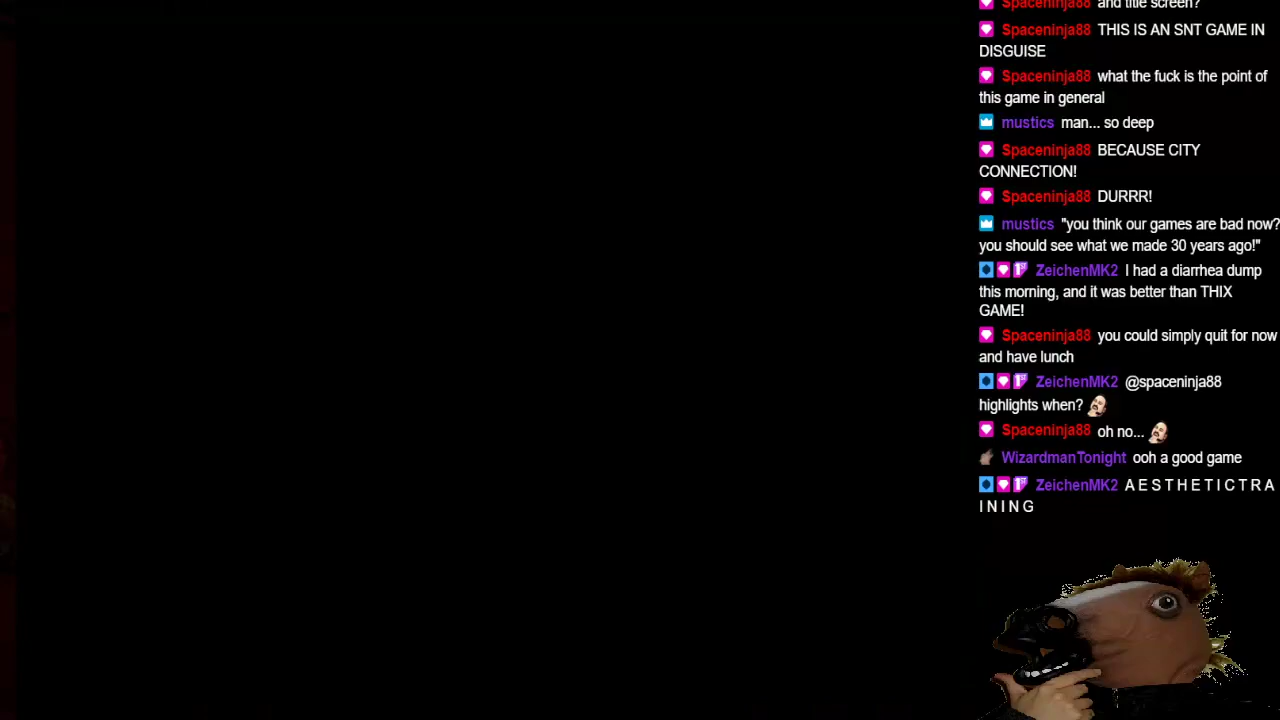 Spaceninja88 and title screen?
Spaceninja88 THIS IS AN SNT GAME IN
DISGUISE
Spaceninja88 what the fuck is the point of
this game in general
mustics man... so deep
Spaceninja88 BECAUSE CITY
CONNECTION!
Spaceninja88 DURRR!
mustics "you think our games are bad now?
you should see what we made 30 years ago!"
ZeichenMK2 I had a diarrhea dump
this morning, and it was better than THIX
GAME!
Spaceninja88 you could simply quit for now
and have lunch
ZeichenMK2 @spaceninja88
highlights when?
Spaceninja88 oh no...
WizardmanTonight ooh a good game
ZeichenMK2 A E S T H E T I C T R A
I N I N G